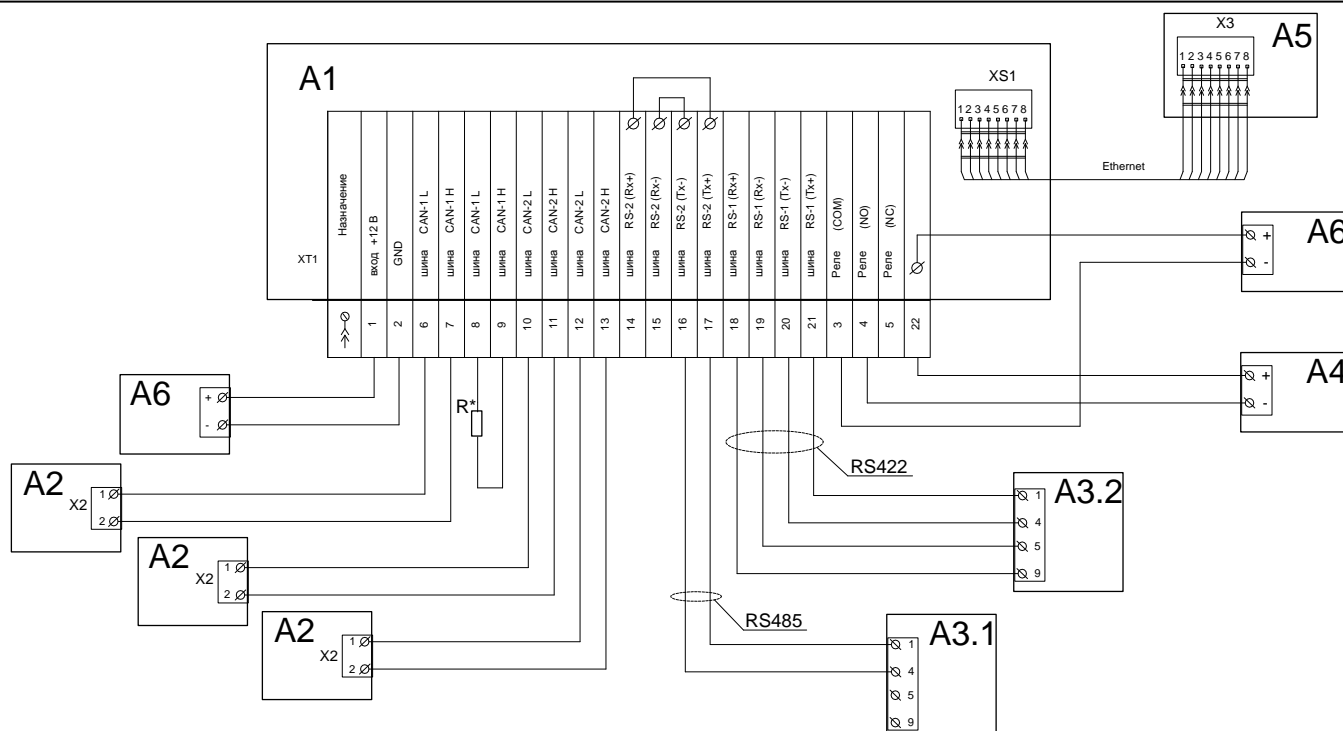 X3
A5
1 2 3 4 5 6 7 8
A1
XS1
1 2 3 4 5 6 7 8
Ethernet
XT1
Назначение
вход +12 В
GND
шина CAN-1 L
шина CAN-1 H
шина CAN-1 L
шина CAN-1 H
шина CAN-2 L
шина CAN-2 H
шина CAN-2 L
шина CAN-2 H
шина RS-2 (Rx+)
шина RS-2 (Rx-)
шина RS-2 (Tx-)
шина RS-2 (Tx+)
шина RS-1 (Rx+)
шина RS-1 (Rx-)
шина RS-1 (Tx-)
шина RS-1 (Tx+)
Реле (COM)
Реле (NO)
Реле (NC)
1 2 6 7 8 9 10 11 12 13 14 15 16 17 18 19 20 21 3 4 5 22
A6
+
-
A4
+
-
A6
+
-
R*
RS422
A2
X2
1
2
A3.2
1
4
5
9
A2
X2
1
2
A2
X2
1
2
RS485
A3.1
1
4
5
9